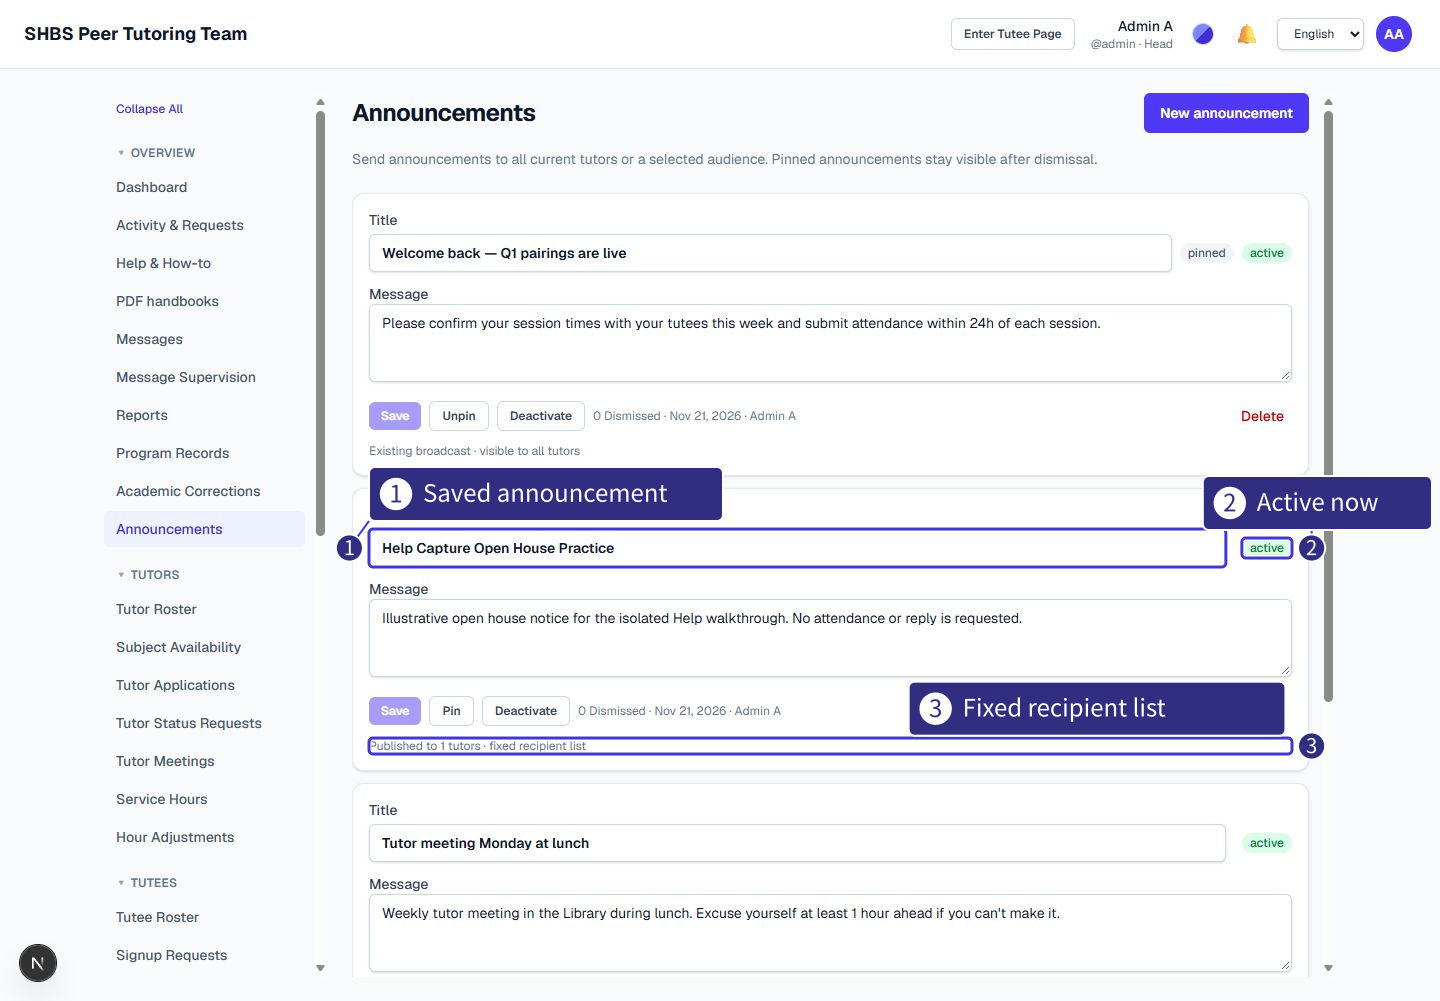 SHBS Peer Tutoring Team
Enter Tutee Page
Admin A
@admin · Head
English
AA
Collapse All
OVERVIEW
Dashboard
Activity & Requests
Help & How-to
PDF handbooks
Messages
Message Supervision
Reports
Program Records
Academic Corrections
Announcements
TUTORS
Tutor Roster
Subject Availability
Tutor Applications
Tutor Status Requests
Tutor Meetings
Service Hours
Hour Adjustments
TUTEES
Tutee Roster
Signup Requests
N
Announcements
New announcement
Send announcements to all current tutors or a selected audience. Pinned announcements stay visible after dismissal.
Title
Welcome back — Q1 pairings are live
pinned
active
Message
Please confirm your session times with your tutees this week and submit attendance within 24h of each session.
Save
Unpin
Deactivate
0 Dismissed · Nov 21, 2026 · Admin A
Delete
Existing broadcast · visible to all tutors
1 Saved announcement
2 Active now
1
Help Capture Open House Practice
active
2
Message
Illustrative open house notice for the isolated Help walkthrough. No attendance or reply is requested.
Save
Pin
Deactivate
0 Dismissed · Nov 21, 2026 · Admin A
3 Fixed recipient list
Published to 1 tutors · fixed recipient list
3
Title
Tutor meeting Monday at lunch
active
Message
Weekly tutor meeting in the Library during lunch. Excuse yourself at least 1 hour ahead if you can't make it.